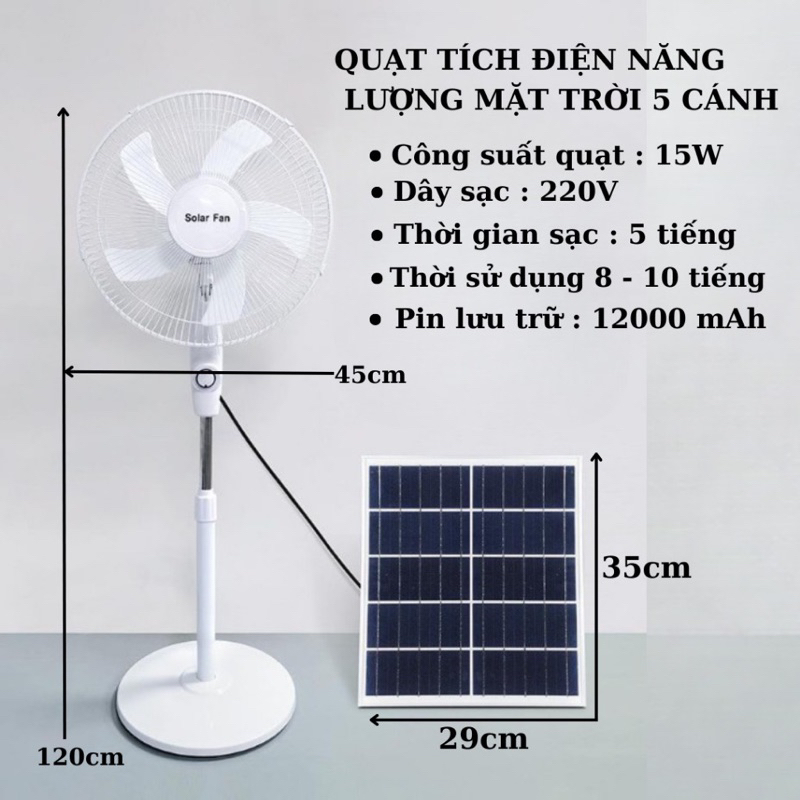 QUẠT TÍCH ĐIỆN NĂNG
LƯỢNG MẶT TRỜI 5 CÁNH
• Công suất quạt : 15W
• Dây sạc : 220V
• Thời gian sạc : 5 tiếng
• Thời sử dụng 8 - 10 tiếng
• Pin lưu trữ : 12000 mAh
Solar Fan
45cm
35cm
29cm
120cm